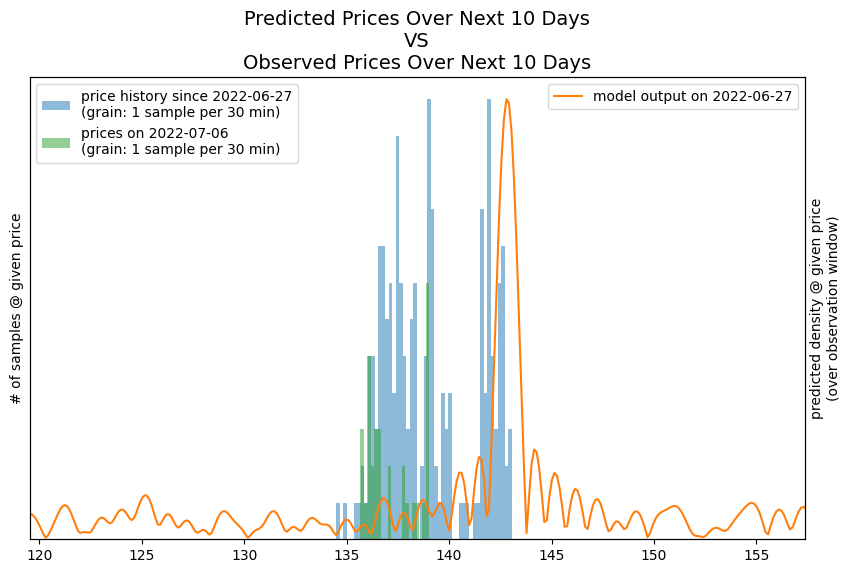 Predicted Prices Over Next 10 Days
VS
Observed Prices Over Next 10 Days
price history since 2022-06-27
(grain: 1 sample per 30 min)
prices on 2022-07-06
(grain: 1 sample per 30 min)
model output on 2022-06-27
# of samples @ given price
predicted density @ given price
(over observation window)
120 125 130 135 140 145 150 155